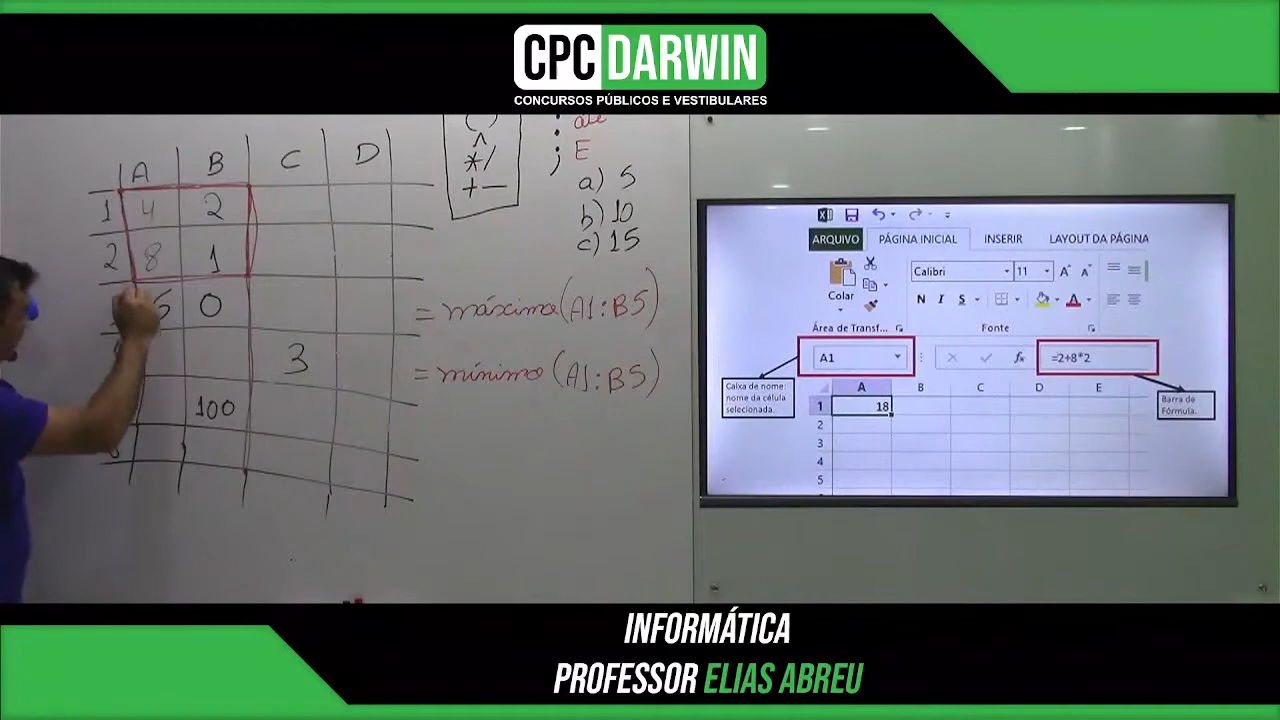 CPC DARWIN
CONCURSOS PÚBLICOS E VESTIBULARES
A B C D
1 4 2
2 8 1
5 0
3
100
( )
^
*/
+-
: até
; E
a) 5
b) 10
c) 15
= máximo(A1:B5)
= mínimo (A1:B5)
ARQUIVO PÁGINA INICIAL INSERIR LAYOUT DA PÁGINA
Colar
Calibri 11 A A
N I S A
Área de Transf... Fonte
A1 fx =2+8*2
Caixa de nome:
nome da célula
selecionada.
Barra de
Fórmula.
A B C D E
1 18
2
3
4
5
INFORMÁTICA
PROFESSOR ELIAS ABREU